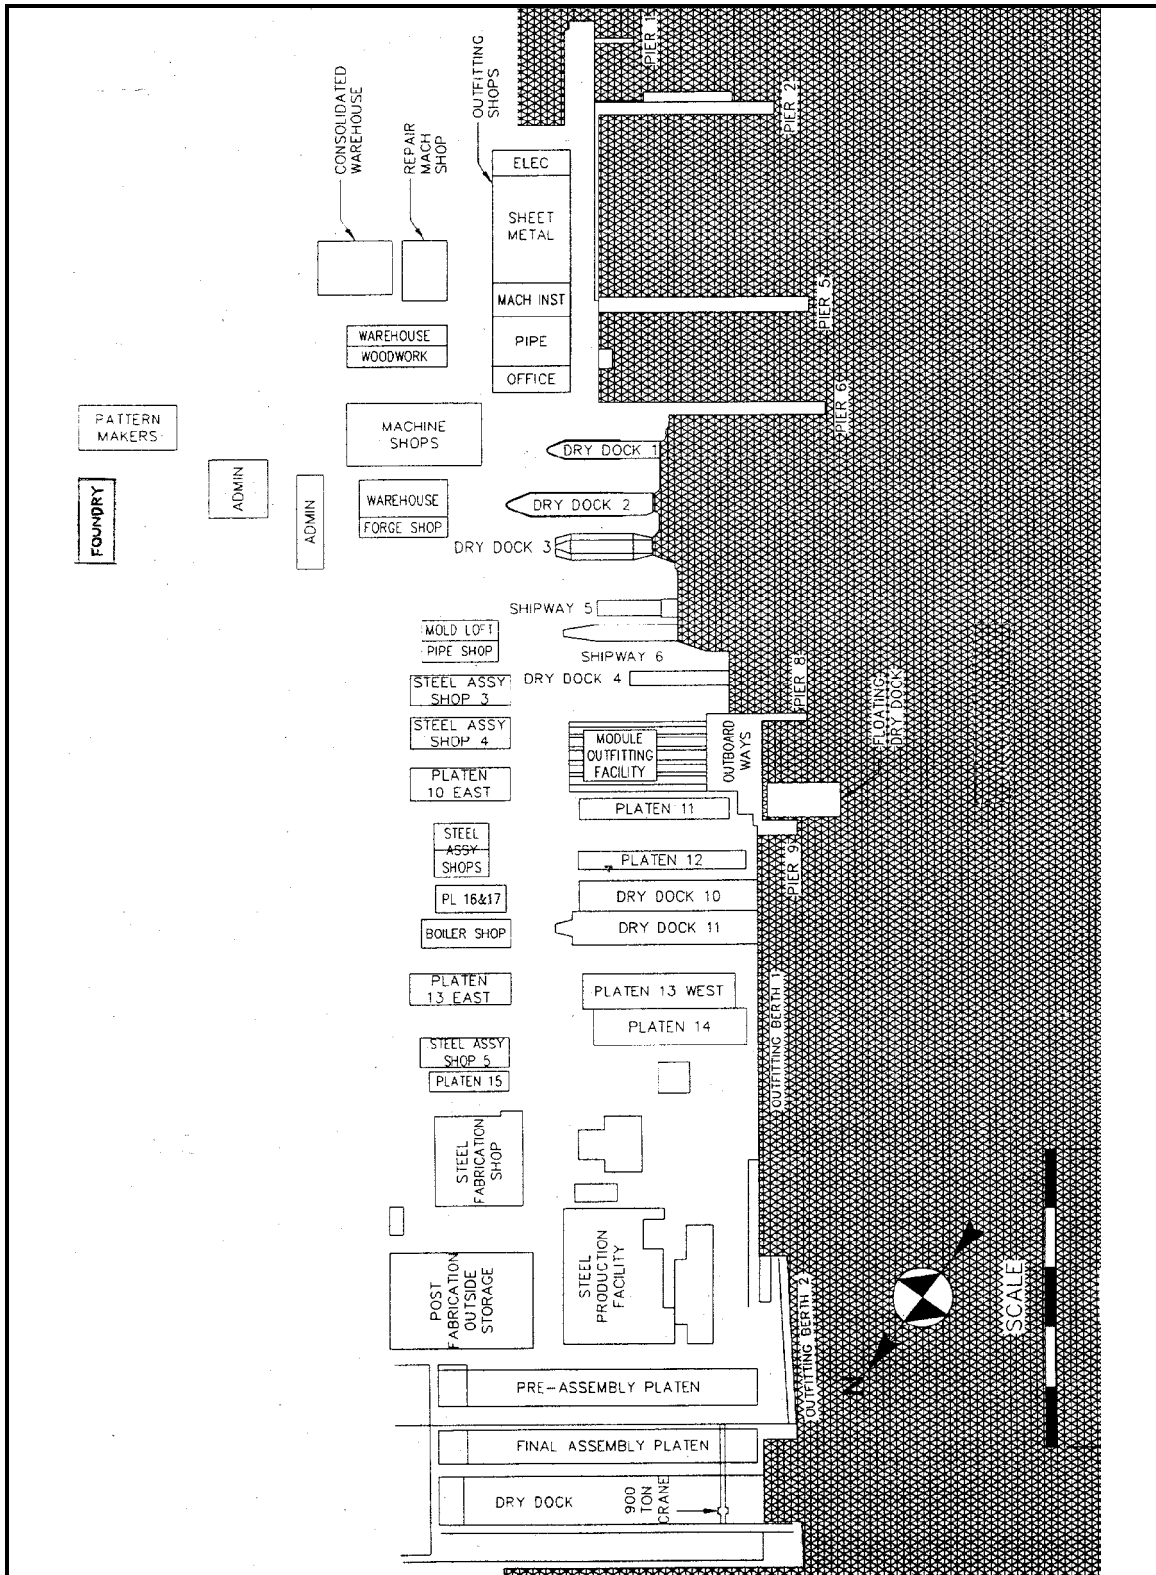 PIER 1
PIER 2
CONSOLIDATED
WAREHOUSE
REPAIR
MACH
SHOP
OUTFITTING
SHOPS
ELEC
SHEET
METAL
MACH INST
PIPE
OFFICE
PIER 5
WAREHOUSE
WOODWORK
PIER 6
PATTERN
MAKERS
MACHINE
SHOPS
DRY DOCK 1
FOUNDRY
ADMIN
ADMIN
WAREHOUSE
FORGE SHOP
DRY DOCK 2
DRY DOCK 3
SHIPWAY 5
MOLD LOFT
PIPE SHOP
SHIPWAY 6
STEEL ASSY
SHOP 3
DRY DOCK 4
PIER 8
FLOATING
DRY DOCK
STEEL ASSY
SHOP 4
MODULE
OUTFITTING
FACILITY
OUTBOARD
WAYS
PLATEN
10 EAST
PLATEN 11
STEEL
ASSY
SHOPS
PLATEN 12
PIER 9
PL 16&17
DRY DOCK 10
BOILER SHOP
DRY DOCK 11
PLATEN
13 EAST
PLATEN 13 WEST
PLATEN 14
OUTFITTING BERTH 1
STEEL ASSY
SHOP 5
PLATEN 15
STEEL
FABRICATION
SHOP
POST
FABRICATION
OUTSIDE
STORAGE
STEEL
PRODUCTION
FACILITY
OUTFITTING BERTH 2
N
SCALE
PRE-ASSEMBLY PLATEN
FINAL ASSEMBLY PLATEN
DRY DOCK
900
TON
CRANE